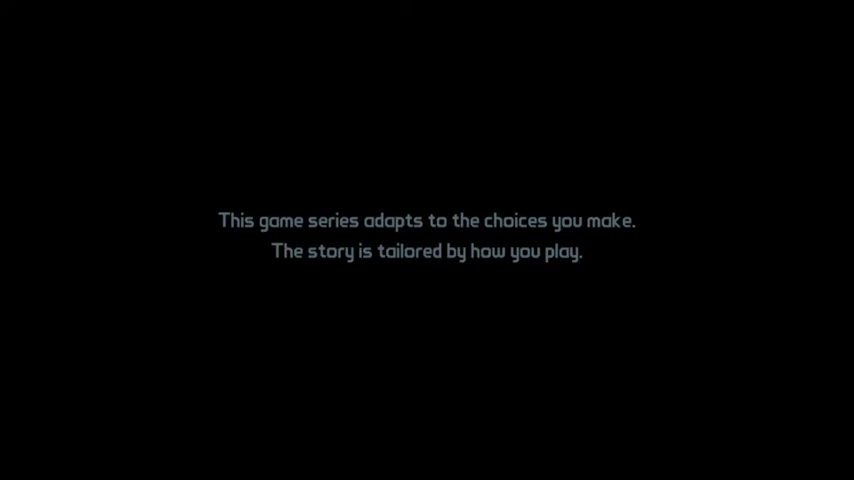 This game series adapts to the choices you make.
The story is tailored by how you play.